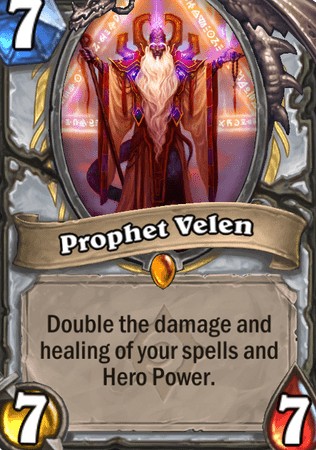 7
Prophet Velen
Double the damage and
healing of your spells and
Hero Power.
7
7